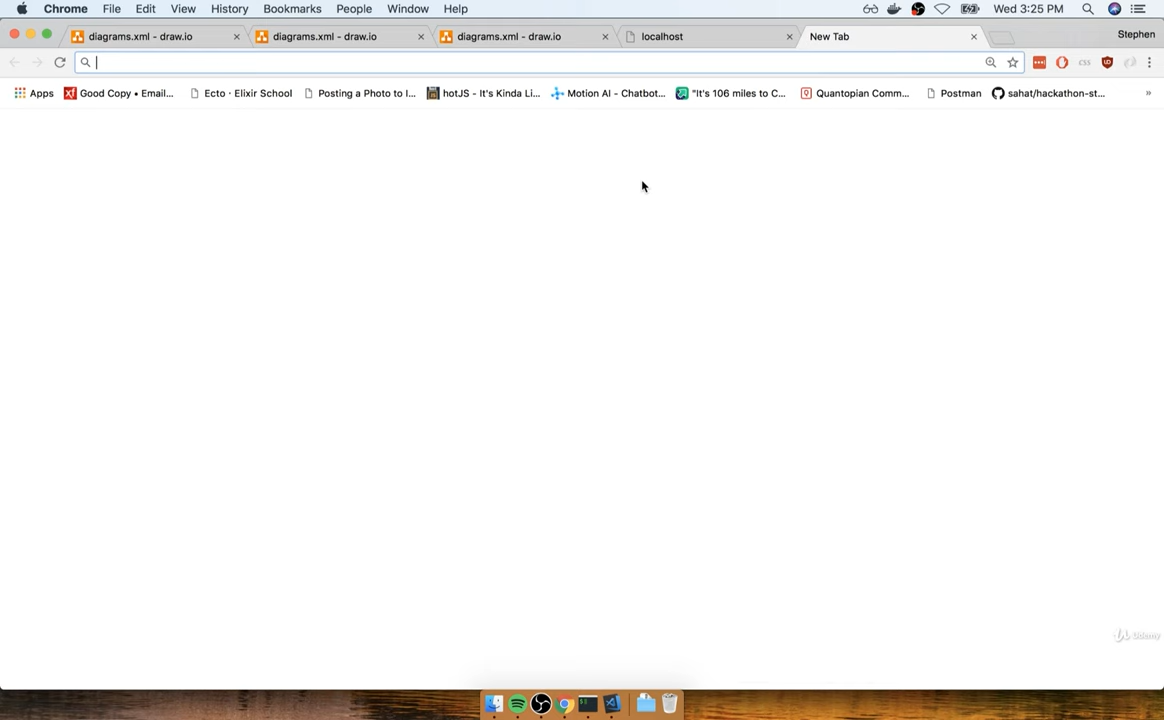 Chrome File Edit View History Bookmarks People Window Help Wed 3:25 PM
diagrams.xml - draw.io diagrams.xml - draw.io diagrams.xml - draw.io localhost New Tab Stephen
css
Apps Good Copy • Email... Ecto · Elixir School Posting a Photo to I... hotJS - It's Kinda Li... Motion AI - Chatbot... "It's 106 miles to C... Quantopian Comm... Postman sahat/hackathon-st... »
Udemy